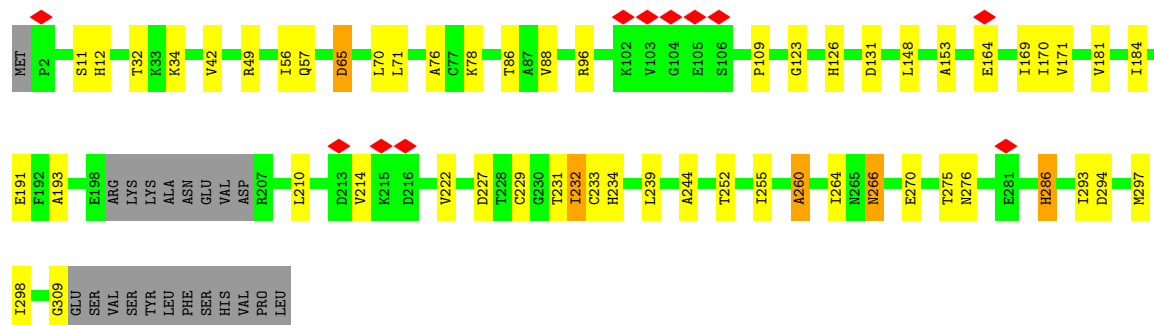 MET P2 S11 H12 T32 K33 K34 V42 R49 I56 Q57 D65 L70 L71 A76 C77 K78 T86 A87 V88 R96 K102 V103 G104 E105 S106 P109 G123 H126 D131 L148 A153 E164 I169 I170 V171 V181 I184
E191 F192 A193 E198 ARG LYS LYS ALA ASN GLU VAL ASP R207 L210 D213 V214 K215 D216 V222 D227 T228 C229 G230 T231 I232 C233 H234 L239 A244 T252 I255 A260 I264 N265 N266 E270 T275 N276 E281 H286 I293 D294 M297
I298 G309 GLU SER VAL SER TYR LEU PHE SER HIS VAL PRO LEU